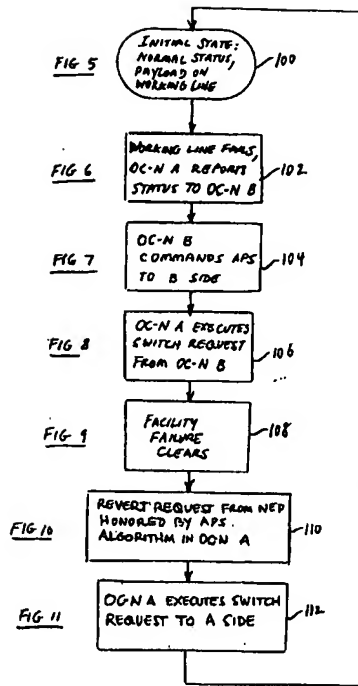 INITIAL STATE:
NORMAL STATUS,
PAYLOAD ON
WORKING LINE
100
FIG 5
WORKING LINE FAILS,
OC-N A REPORTS
STATUS TO OC-N B
102
FIG 6
OC-N B
COMMANDS APS
TO B SIDE
104
FIG 7
OC-N A EXECUTES
SWITCH REQUEST
FROM OC-N B
106
...
FIG 8
FACILITY
FAILURE
CLEARS
108
FIG 9
REVERT REQUEST FROM NEP
HONORED BY APS.
ALGORITHM IN OCN A
110
FIG 10
OCN A EXECUTES SWITCH
REQUEST TO A SIDE
112
FIG 11